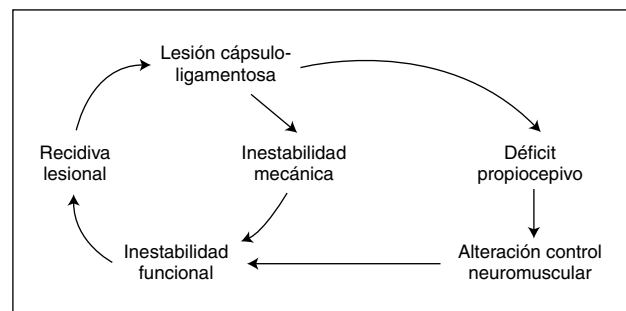 Lesión cápsulo-
ligamentosa
Recidiva
lesional
Inestabilidad
mecánica
Déficit
propiocepivo
Inestabilidad
funcional
Alteración control
neuromuscular